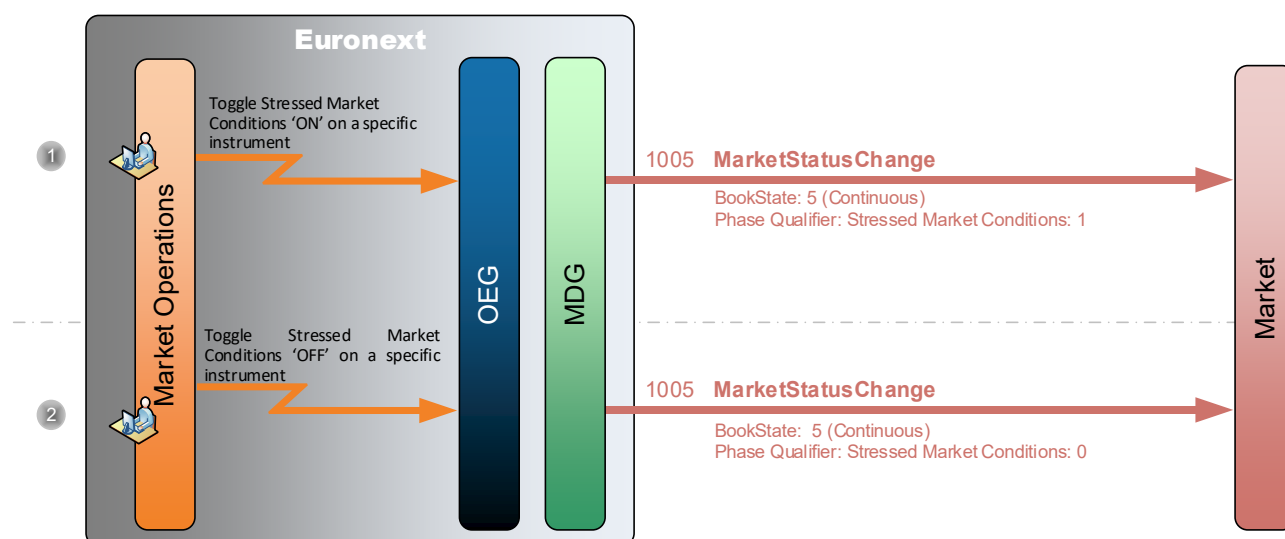 Euronext
Market Operations
OEG
MDG
Market
1
Toggle Stressed Market
Conditions ‘ON’ on a specific
instrument
1005 MarketStatusChange
BookState: 5 (Continuous)
Phase Qualifier: Stressed Market Conditions: 1
2
Toggle Stressed Market
Conditions ‘OFF’ on a specific
instrument
1005 MarketStatusChange
BookState: 5 (Continuous)
Phase Qualifier: Stressed Market Conditions: 0